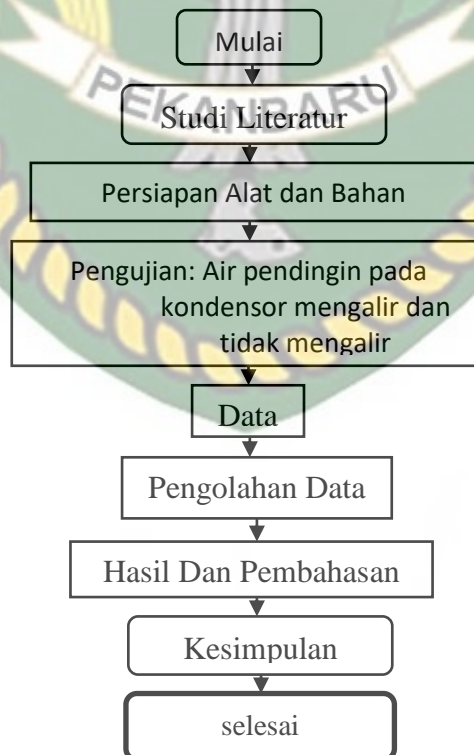 Mulai
PEKANBARU
Studi Literatur
Persiapan Alat dan Bahan
Pengujian: Air pendingin pada
kondensor mengalir dan
tidak mengalir
Data
Pengolahan Data
Hasil Dan Pembahasan
Kesimpulan
selesai